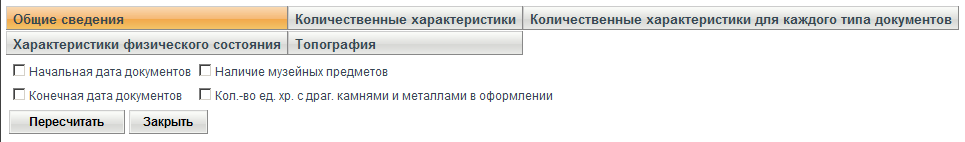 Общие сведения Количественные характеристики Количественные характеристики для каждого типа документов
Характеристики физического состояния Топография
Начальная дата документов Наличие музейных предметов
Конечная дата документов Кол.-во ед. хр. с драг. камнями и металлами в оформлении
Пересчитать Закрыть